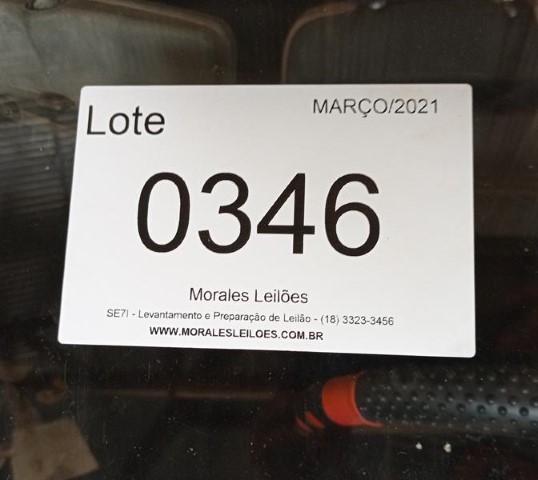 MARÇO/2021
Lote
0346
Morales Leilões
SE7I - Levantamento e Preparação de Leilão - (18) 3323-3456
WWW.MORALESLEILOES.COM.BR